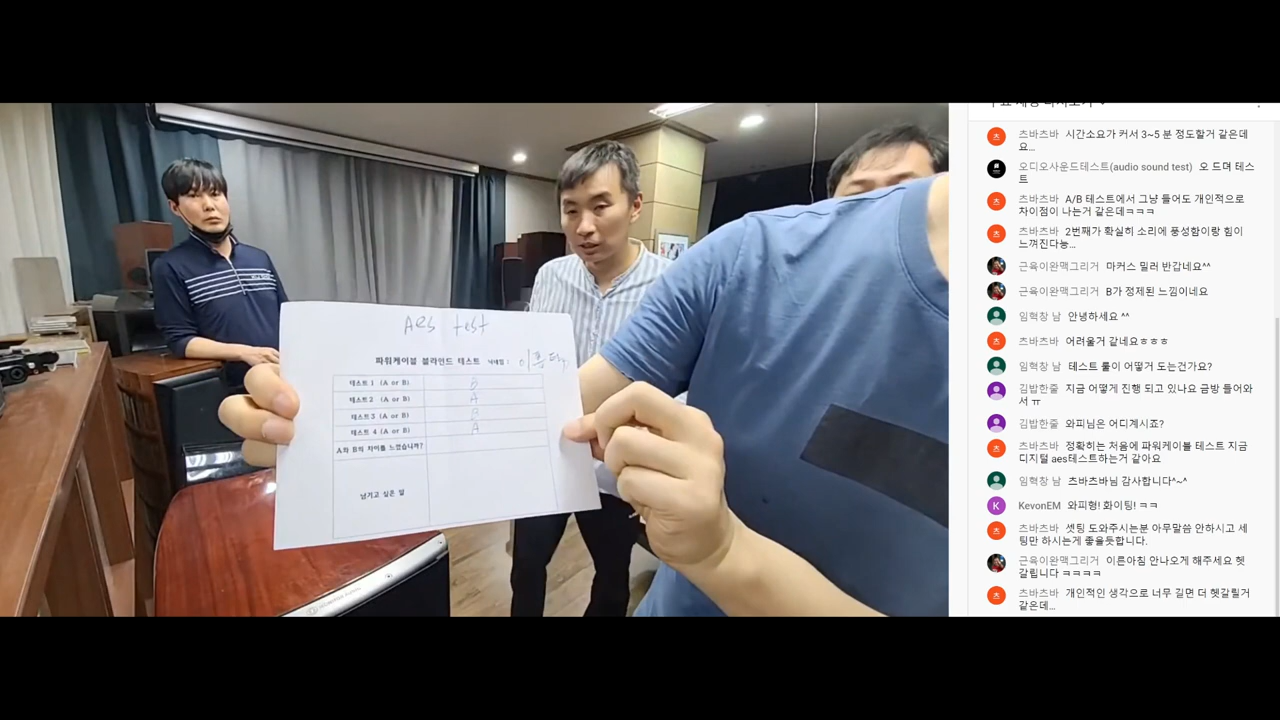 AES test
파워케이블 블라인드 테스트 닉네임 :
테스트1 (A or B) B
테스트2 (A or B) A
테스트3 (A or B) B
테스트 4 (A or B) A
A와 B의 차이를 느꼈습니까?
남기고 싶은 말
츠바츠바 시간소요가 커서 3~5 분 정도할거 같은데
요...
오디오사운드테스트(audio sound test) 오 드뎌 테스
트
츠바츠바 A/B 테스트에서 그냥 들어도 개인적으로
차이점이 나는거 같은데ㅋㅋㅋ
츠바츠바 2번째가 확실히 소리에 풍성함이랑 힘이
느껴진다능...
근육이완맥그리거 마커스 밀러 반갑네요^^
근육이완맥그리거 B가 정제된 느낌이네요
임혁창 남 안녕하세요 ^^
츠바츠바 어려울거 같네요ㅎㅎㅎ
임혁창 남 테스트 룰이 어떻거 도는건가요?
김밥한줄 지금 어떻게 진행 되고 있나요 금방 들어와
서 ㅠ
김밥한줄 와피님은 어디계시죠?
츠바츠바 정확히는 처음에 파워케이블 테스트 지금
디지털 aes테스트하는거 같아요
임혁창 남 츠바츠바님 감사합니다^~^
KevonEM 와피형! 화이팅! ㅋㅋ
츠바츠바 셋팅 도와주시는분 아무말씀 안하시고 세
팅만 하시는게 좋을듯합니다.
근육이완맥그리거 이른아침 안나오게 해주세요 헷
갈립니다 ㅋㅋㅋㅋ
츠바츠바 개인적인 생각으로 너무 길면 더 헷갈릴거
같은데...